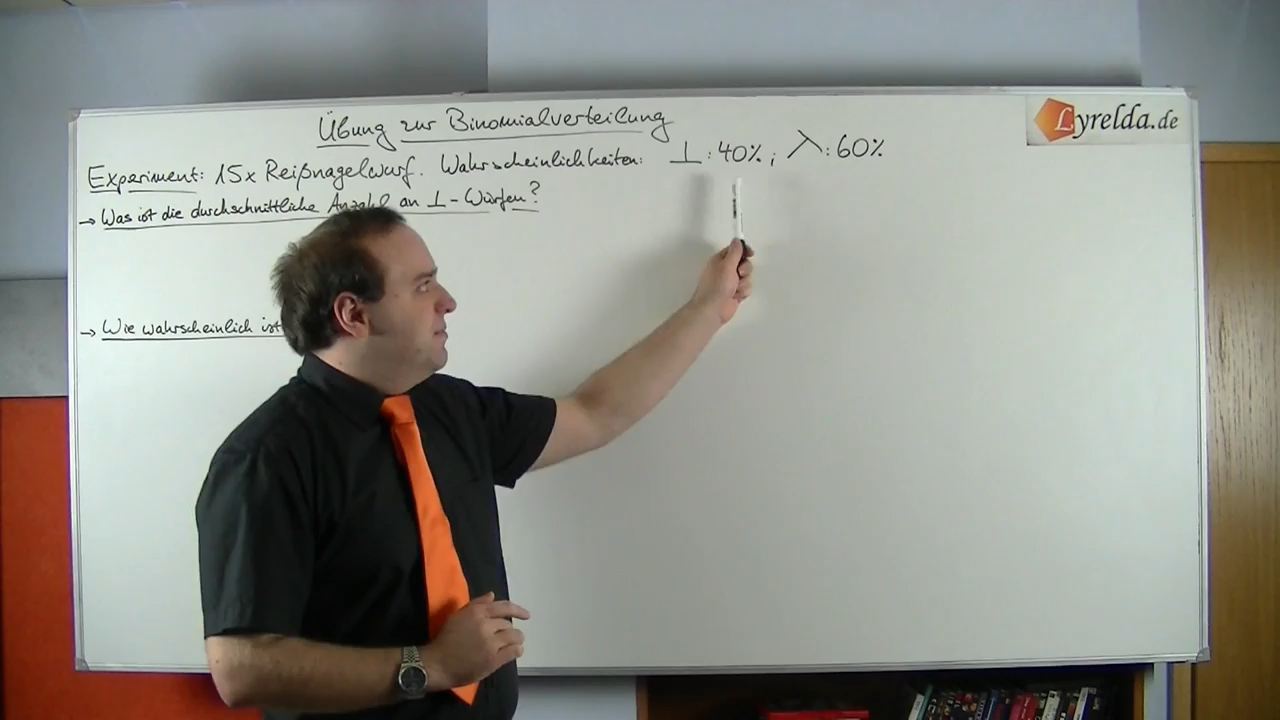 Übung zur Binomialverteilung
Lyrelda.de
Experiment: 15x Reißnagelwurf. Wahrscheinlichkeiten: ⊥: 40%; ⅄: 60%
→ Was ist die durchschnittliche Anzahl an ⊥-Würfen?
→ Wie wahrscheinlich ist